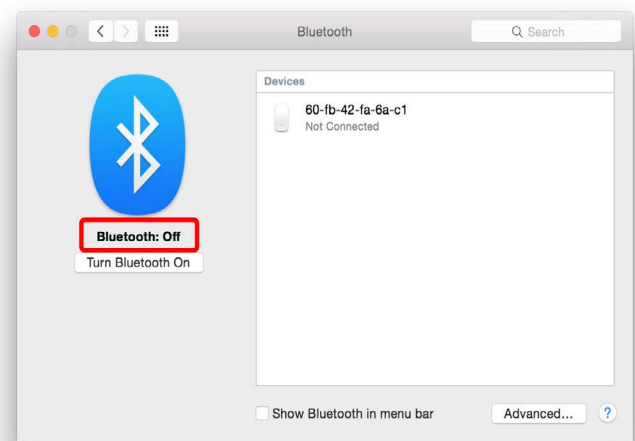 Bluetooth
Search
Devices
60-fb-42-fa-6a-c1
Not Connected
Bluetooth: Off
Turn Bluetooth On
Show Bluetooth in menu bar
Advanced...
?